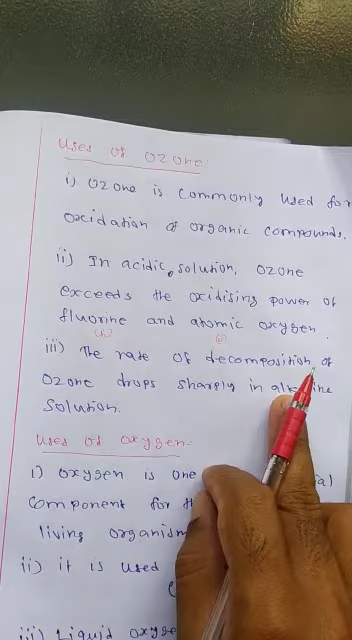 Uses of Ozone
i) Ozone is commonly used for
oxidation of organic compounds.
ii) In acidic solution, ozone
exceeds the oxidising power of
fluorine and atomic oxygen.
iii) The rate of decomposition of
Ozone drops sharply in alkaline
Solution.
Uses of oxygen
i) oxygen is one
component for
living organism
ii) it is used
iii) Liquid oxyge